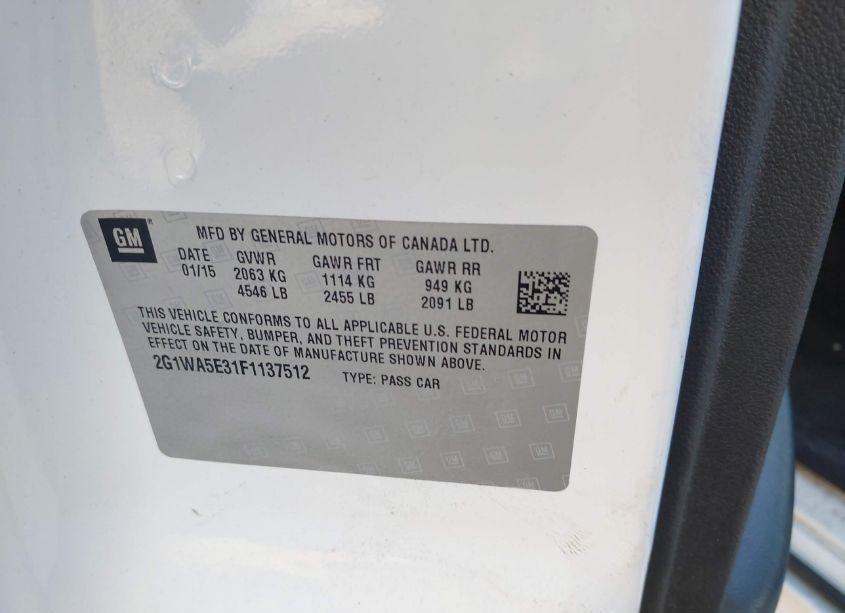 GM®
MFD BY GENERAL MOTORS OF CANADA LTD.
DATE GVWR GAWR FRT GAWR RR
01/15 2063 KG 1114 KG 949 KG
4546 LB 2455 LB 2091 LB
THIS VEHICLE CONFORMS TO ALL APPLICABLE U.S. FEDERAL MOTOR
VEHICLE SAFETY, BUMPER, AND THEFT PREVENTION STANDARDS IN
EFFECT ON THE DATE OF MANUFACTURE SHOWN ABOVE.
2G1WA5E31F1137512 TYPE: PASS CAR